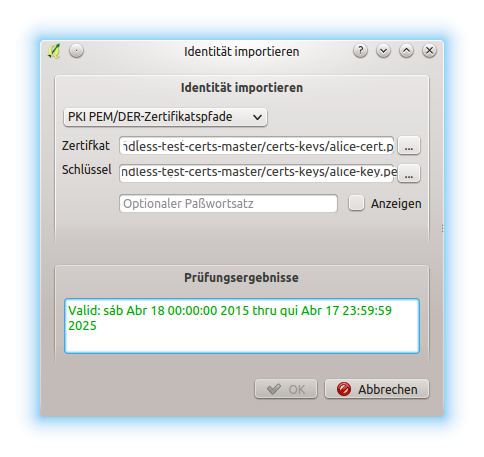 Identität importieren
Identität importieren
PKI PEM/DER-Zertifikatspfade
Zertifkat ndless-test-certs-master/certs-keys/alice-cert.p ...
Schlüssel ndless-test-certs-master/certs-keys/alice-key.pe ...
Optionaler Paßwortsatz Anzeigen
Prüfungsergebnisse
Valid: sáb Abr 18 00:00:00 2015 thru qui Abr 17 23:59:59
2025
OK Abbrechen